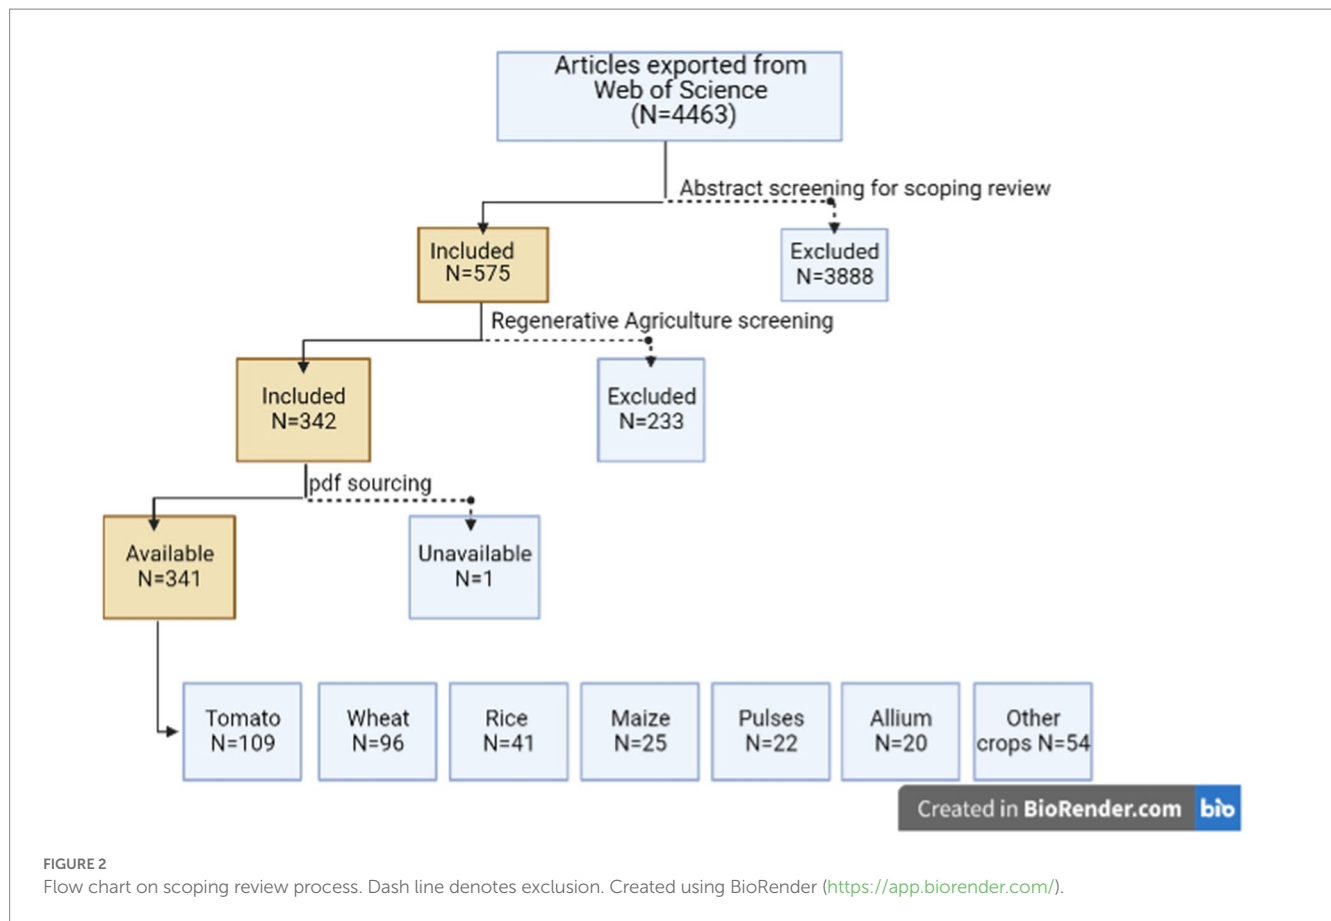 Articles exported from
Web of Science
(N=4463)
Abstract screening for scoping review
Included
N=575
Excluded
N=3888
Regenerative Agriculture screening
Included
N=342
Excluded
N=233
pdf sourcing
Available
N=341
Unavailable
N=1
Tomato
N=109
Wheat
N=96
Rice
N=41
Maize
N=25
Pulses
N=22
Allium
N=20
Other
crops N=54
Created in BioRender.com bio
FIGURE 2
Flow chart on scoping review process. Dash line denotes exclusion. Created using BioRender (https://app.biorender.com/).